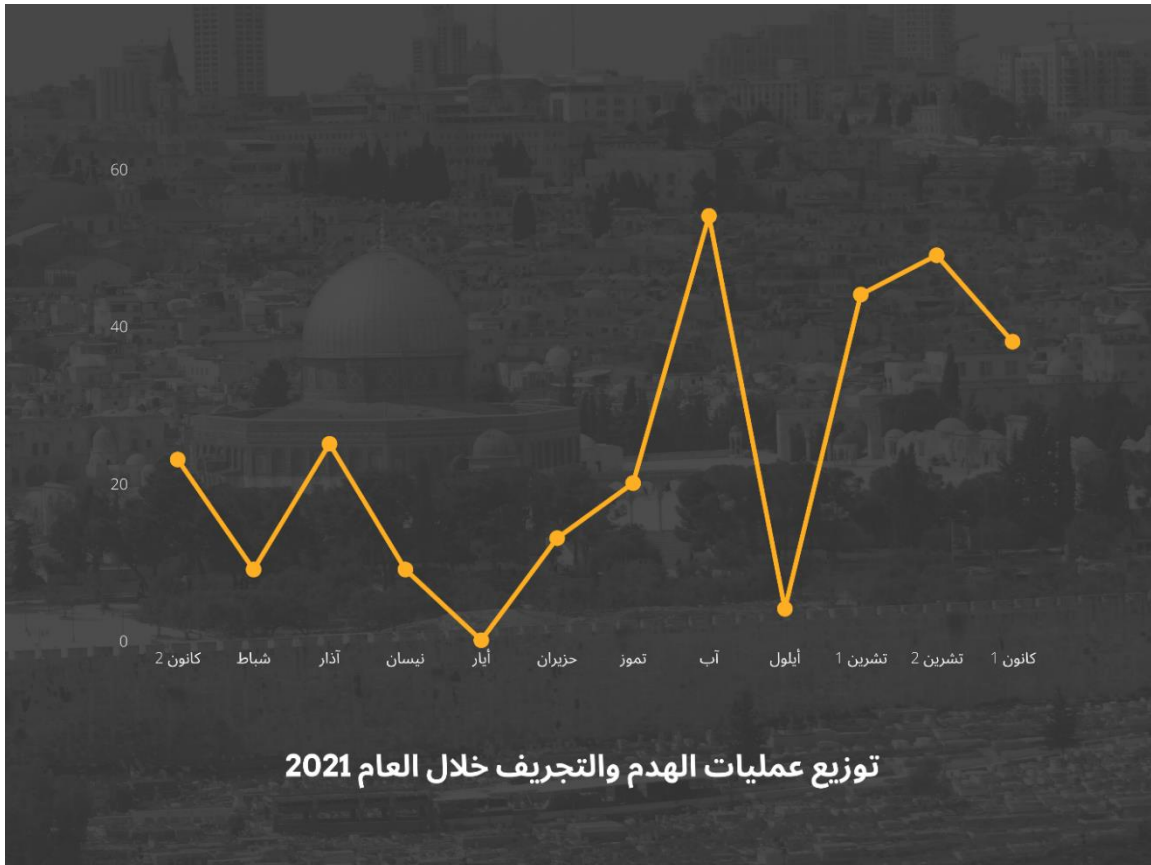 60
40
20
0
كانون 2
شباط
آذار
نيسان
أيار
حزيران
تموز
آب
أيلول
تشرين 1
تشرين 2
كانون 1
توزيع عمليات الهدم والتجريف خلال العام 2021